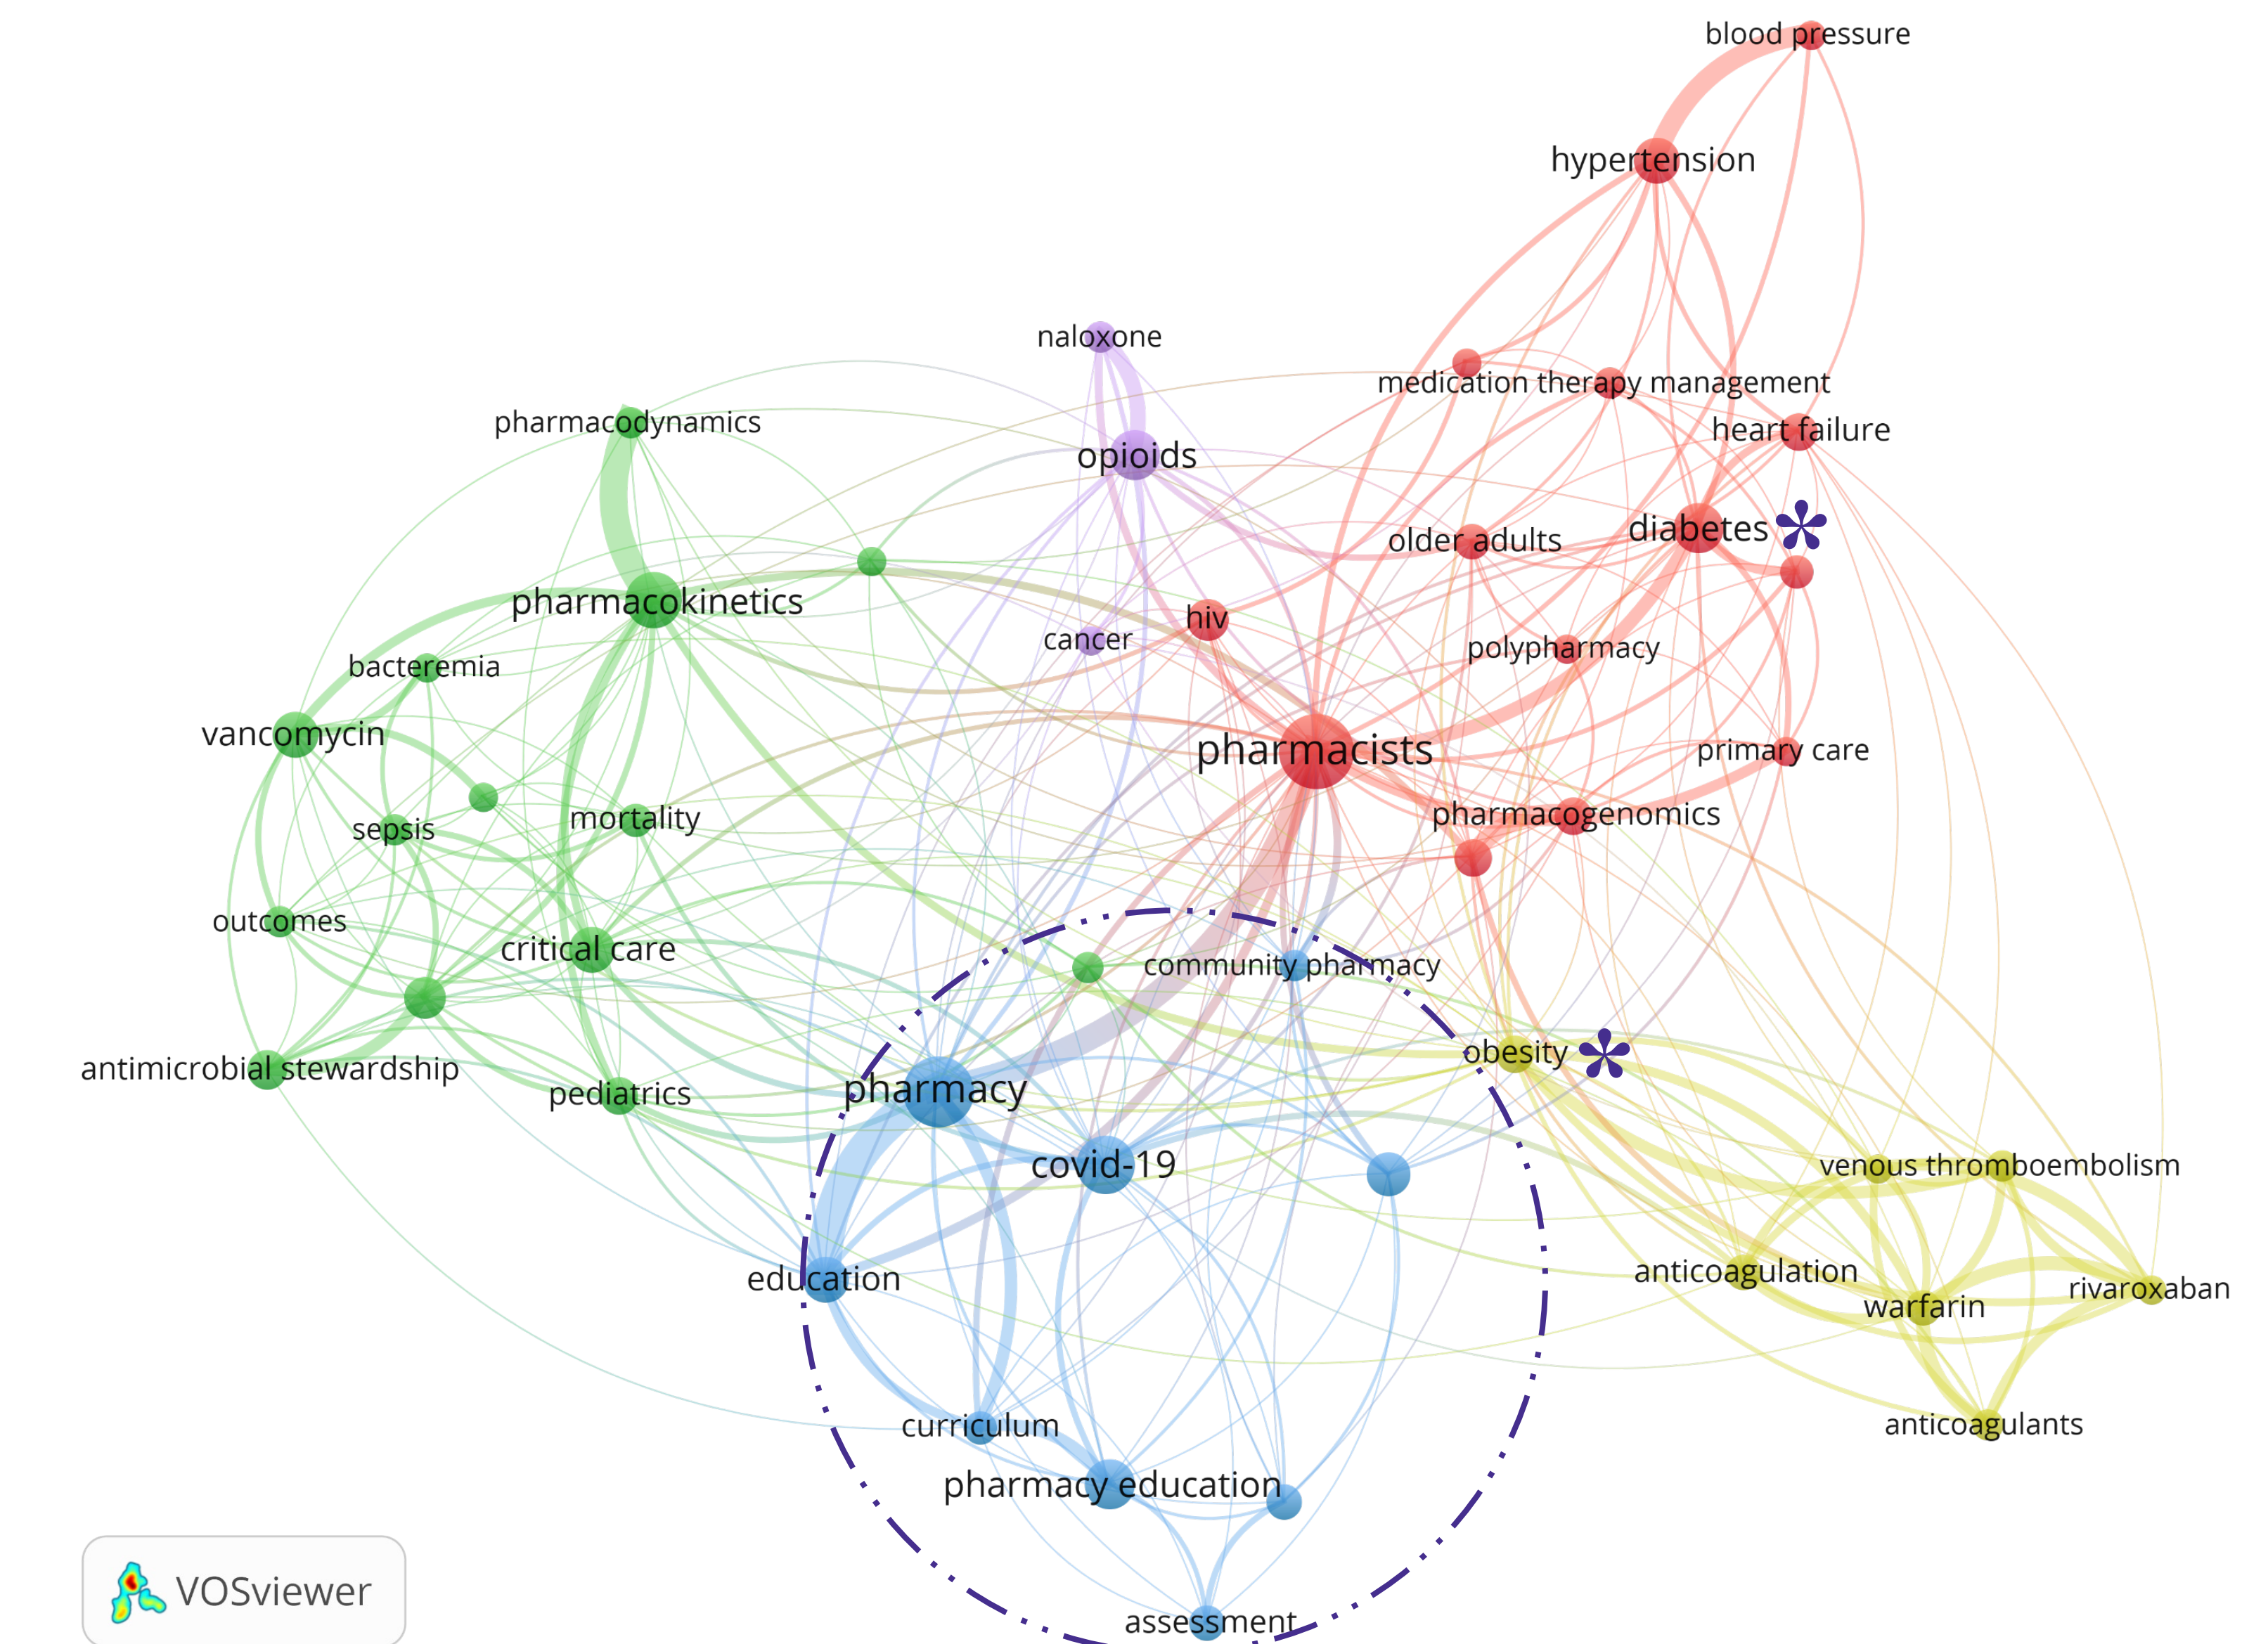 blood pressure
hypertension
naloxone
medication therapy management
pharmacodynamics
heart failure
opioids
diabetes *
older adults
pharmacokinetics
hiv
cancer
polypharmacy
bacteremia
vancomycin
pharmacists
primary care
pharmacogenomics
mortality
sepsis
outcomes
critical care
community pharmacy
obesity *
antimicrobial stewardship
pharmacy
pediatrics
covid-19
venous thromboembolism
anticoagulation
education
rivaroxaban
warfarin
curriculum
anticoagulants
pharmacy education
VOSviewer
assessment